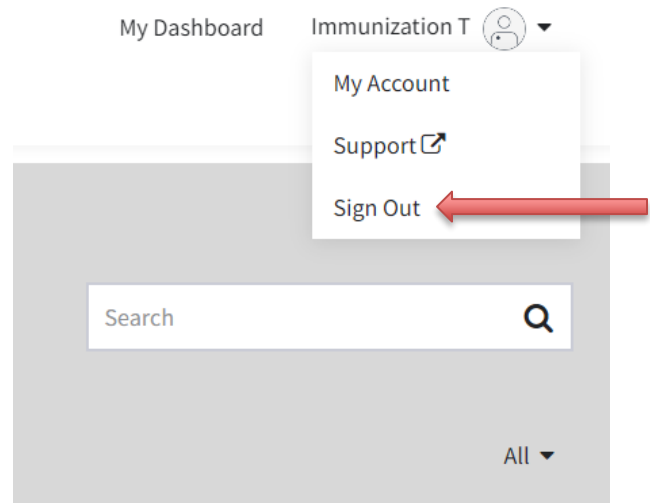 My Dashboard Immunization T
My Account
Support
Sign Out
Search
All